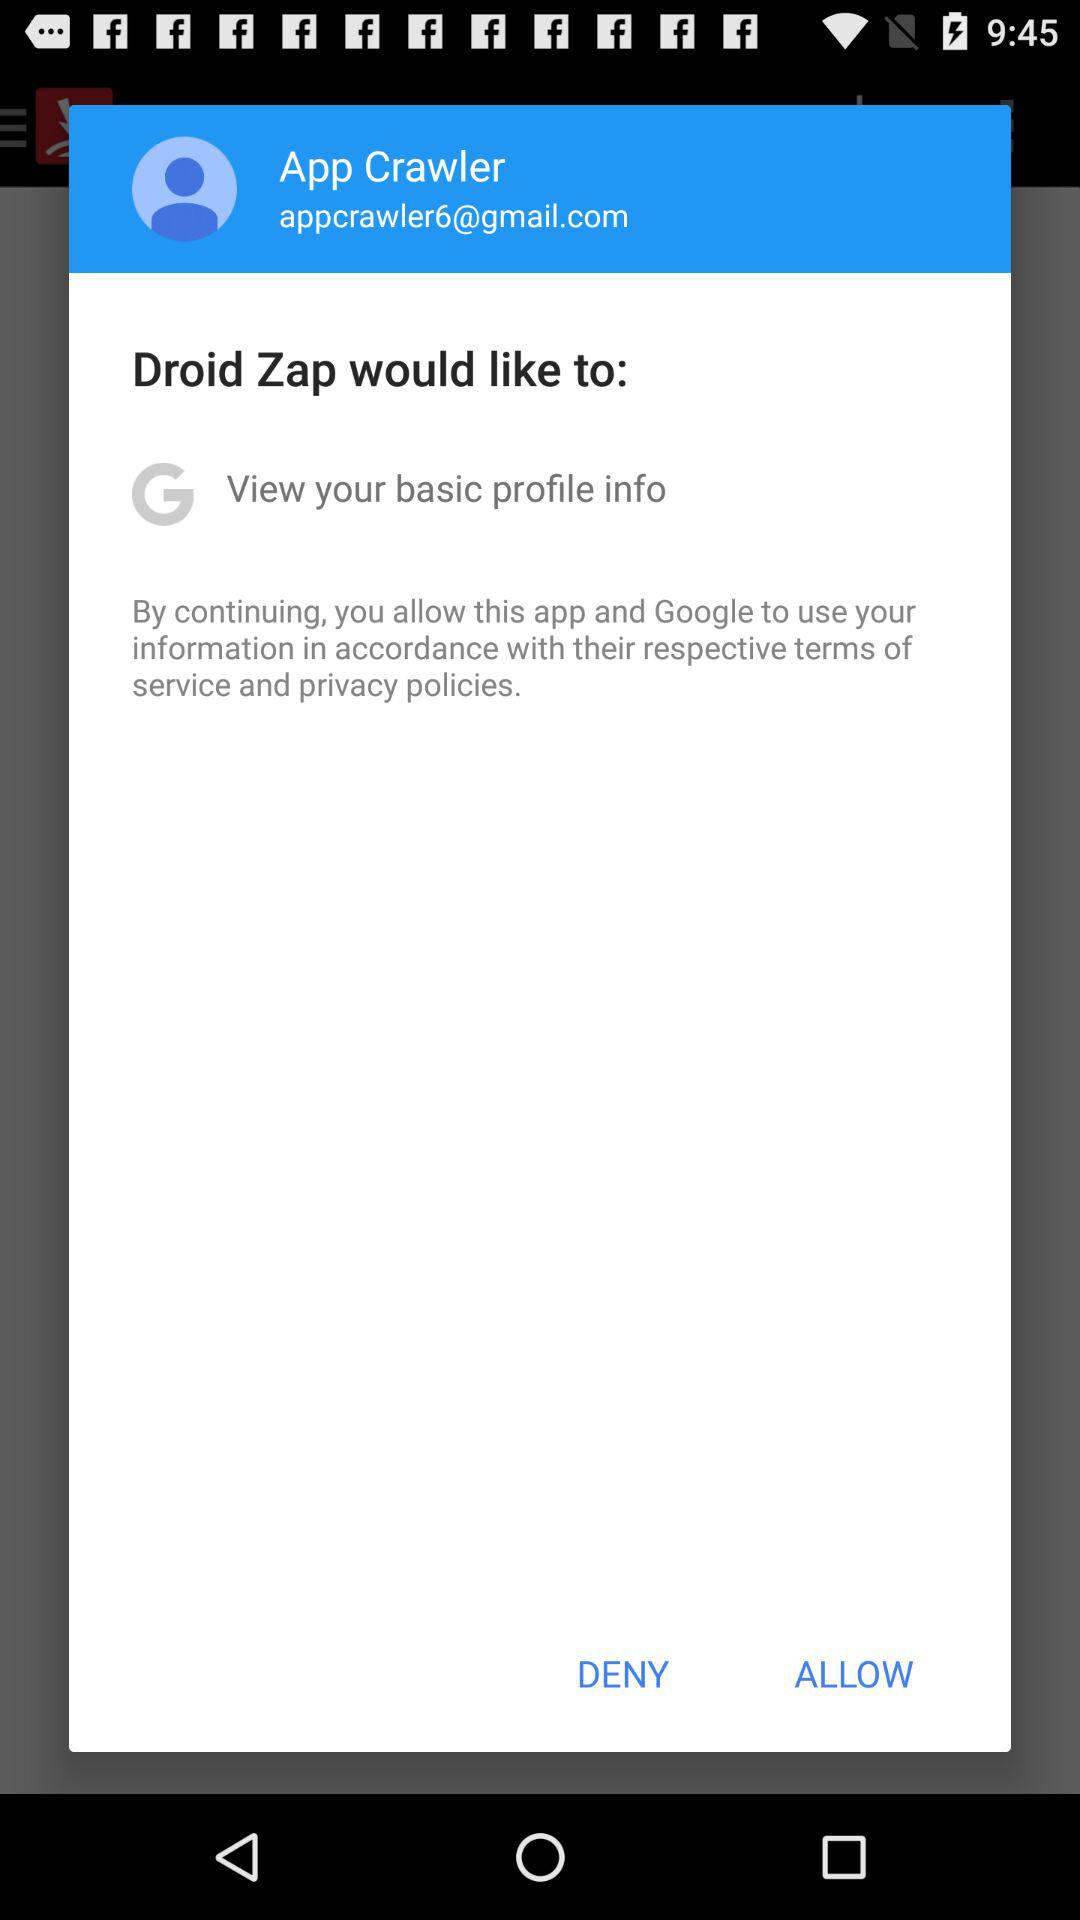 9:45
App Crawler
appcrawler6@gmail.com
Droid Zap would like to:
View your basic profile info
By continuing, you allow this app and Google to use your
information in accordance with their respective terms of
service and privacy policies.
DENY ALLOW